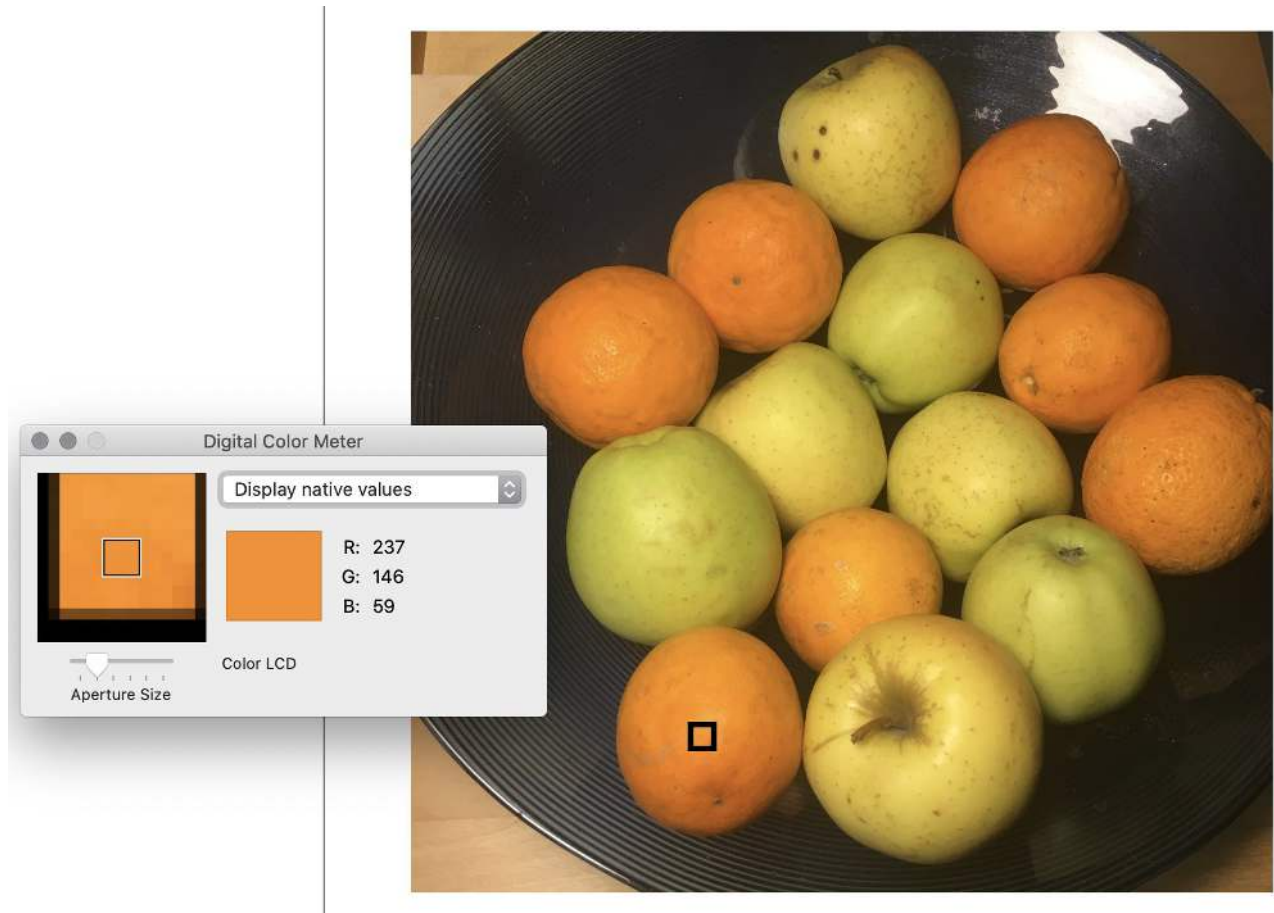 Digital Color Meter
Display native values
R: 237
G: 146
B: 59
Color LCD
Aperture Size